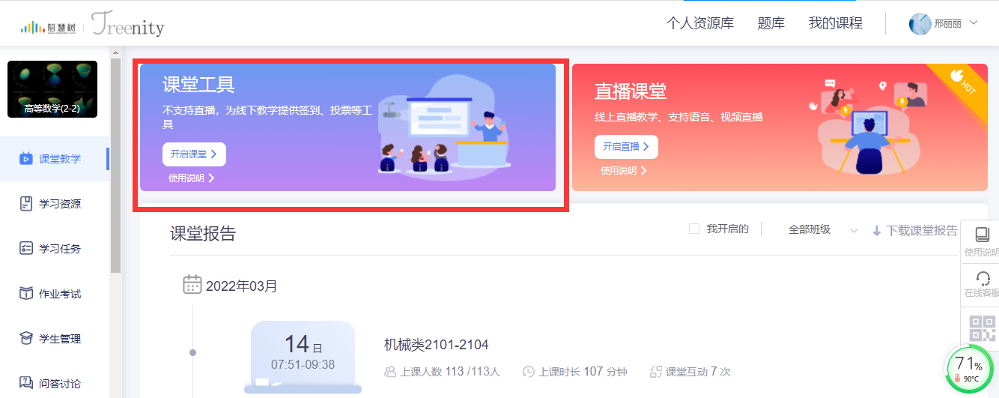 智慧树
Treenity
个人资源库
题库
我的课程
邢丽丽
高等数学(2-2)
课堂教学
学习资源
学习任务
作业考试
学生管理
问答讨论
课堂工具
不支持直播，为线下教学提供签到、投票等工
具
开启课堂
使用说明
直播课堂
线上直播教学、支持语音、视频直播
开启直播
使用说明
HOT
课堂报告
我开启的
全部班级
下载课堂报告
2022年03月
14日
07:51-09:38
机械类2101-2104
上课人数 113 /113人
上课时长 107 分钟
课堂互动 7 次
使用说明
在线客服
71%
90°C